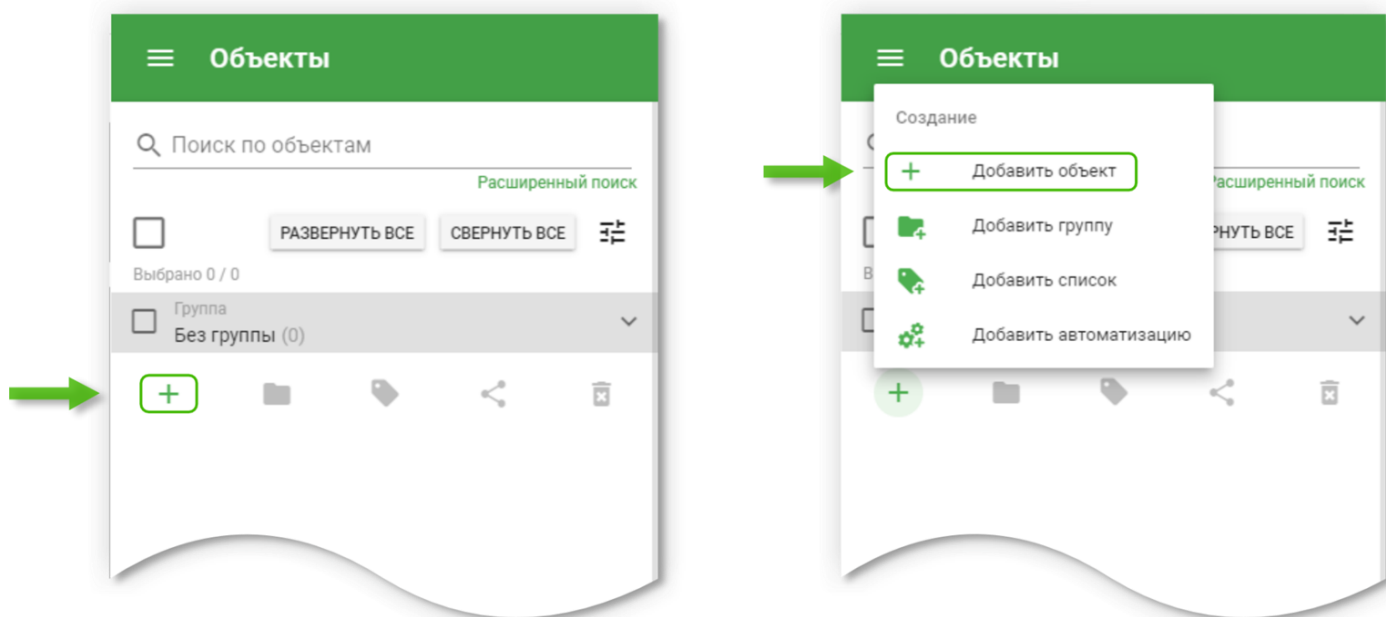 Объекты
Поиск по объектам
Расширенный поиск
РАЗВЕРНУТЬ ВСЕ СВЕРНУТЬ ВСЕ
Выбрано 0 / 0
Группа
Без группы (0)
Объекты
Создание
Добавить объект
Расширенный поиск
Добавить группу
РНУТЬ ВСЕ
В
Добавить список
Добавить автоматизацию